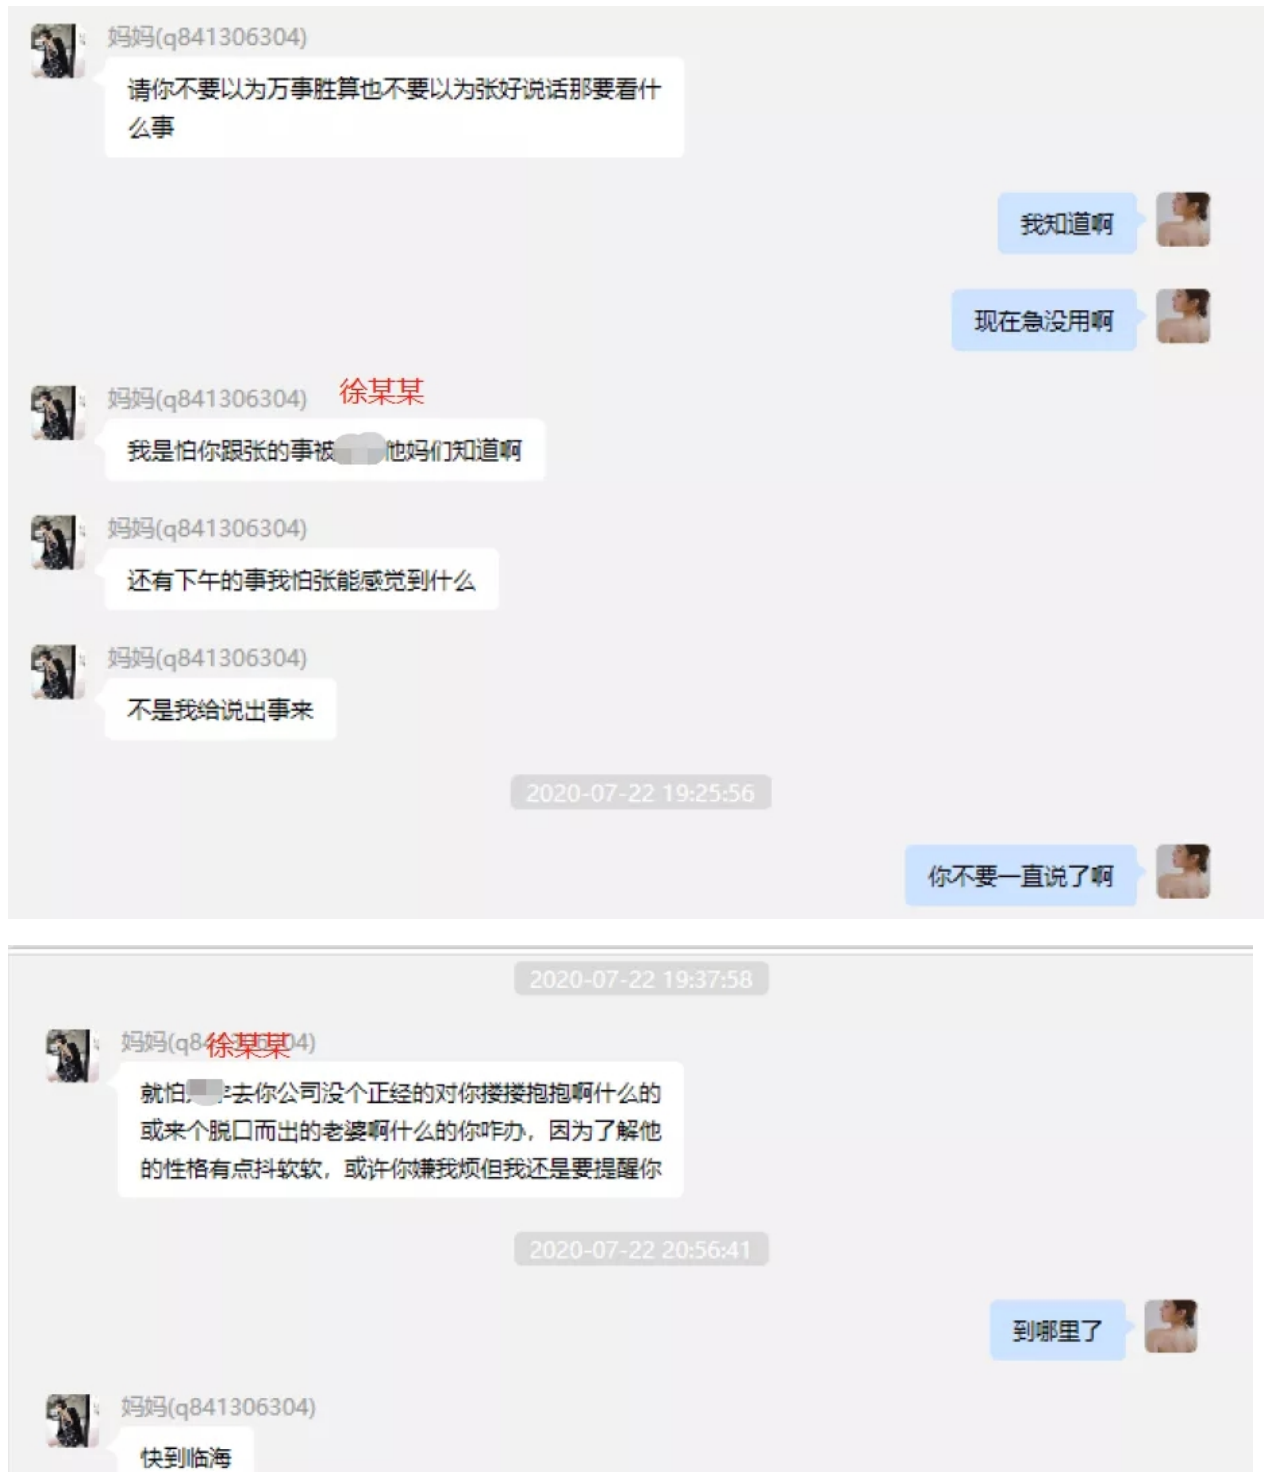 妈妈(q841306304)
请你不要以为万事胜算也不要以为张好说话那要看什
么事
我知道啊
现在急没用啊
妈妈(q841306304)
徐某某
我是怕你跟张的事被他妈们知道啊
妈妈(q841306304)
还有下午的事我怕张能感觉到什么
妈妈(q841306304)
不是我给说出事来
2020-07-22 19:25:56
你不要一直说了啊
2020-07-22 19:37:58
妈妈(q84 04)
徐某某
就怕 去你公司没个正经的对你搂搂抱抱啊什么的
或来个脱口而出的老婆啊什么的你咋办，因为了解他
的性格有点抖软软，或许你嫌我烦但我还是要提醒你
2020-07-22 20:56:41
到哪里了
妈妈(q841306304)
快到临海